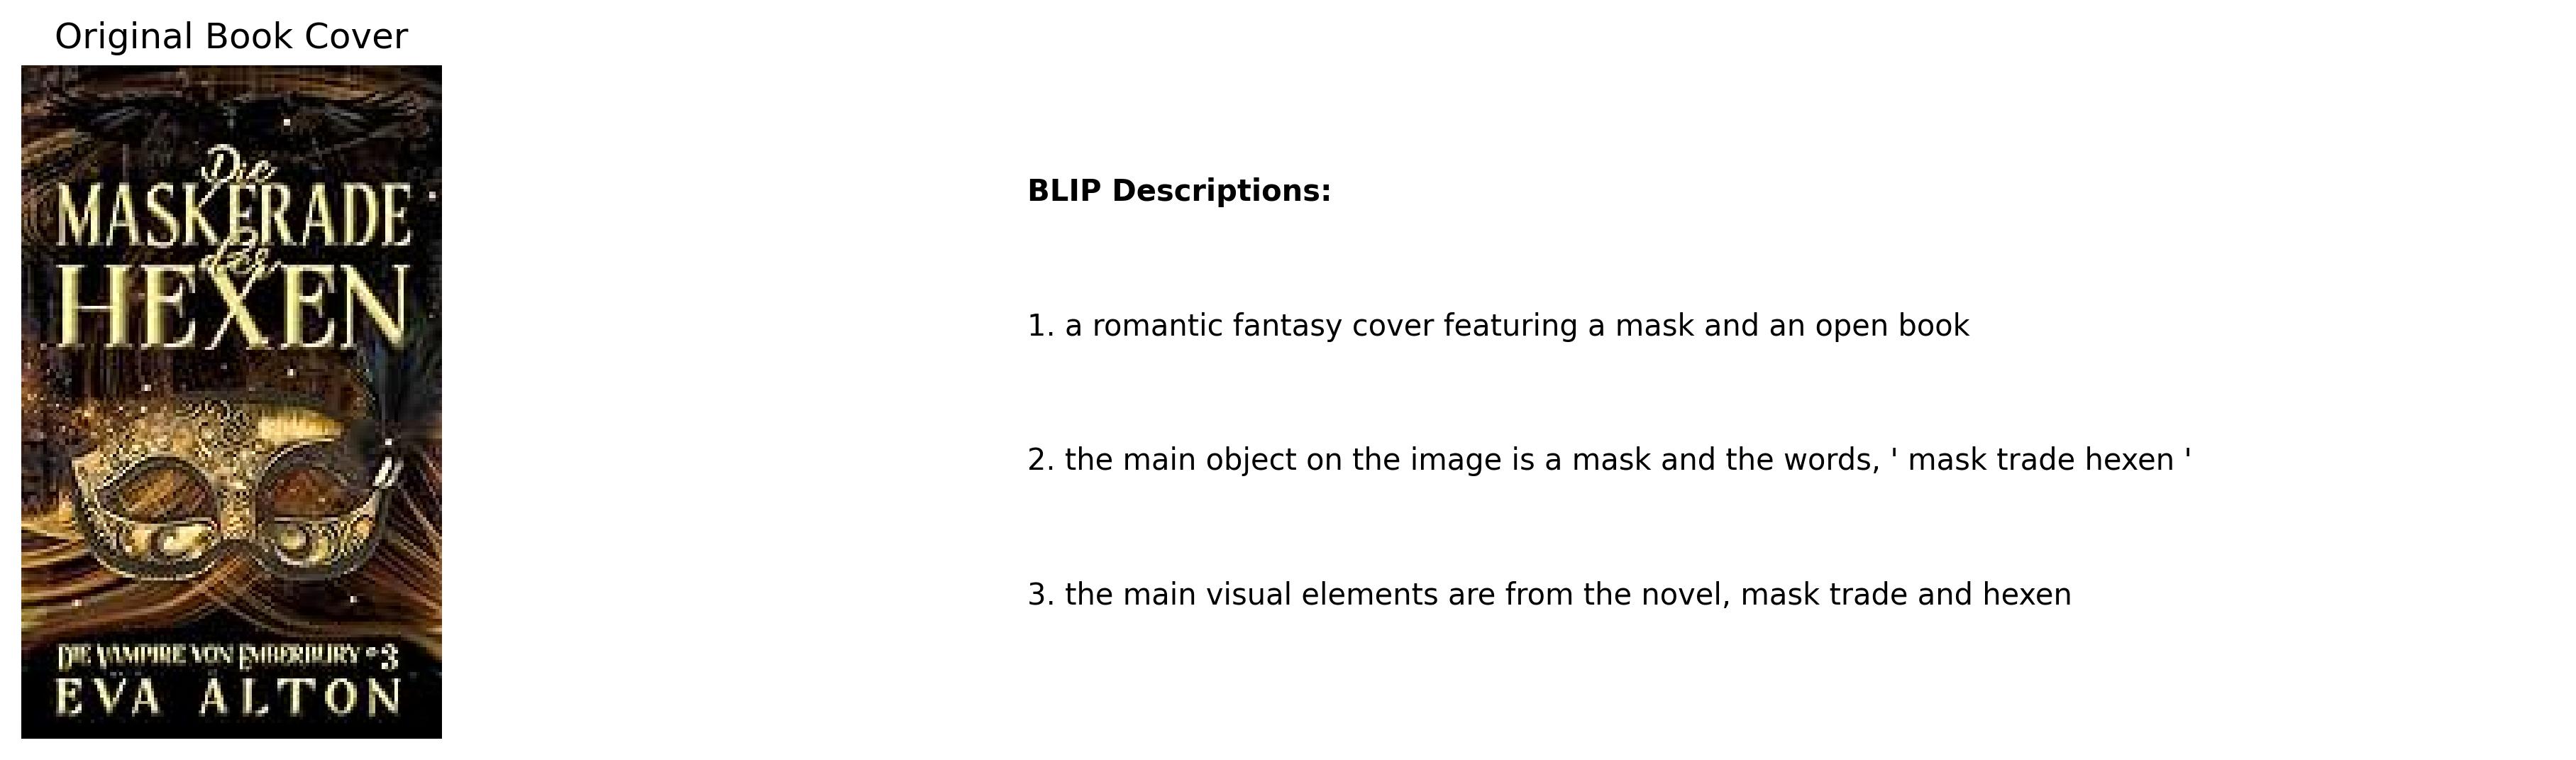 Original Book Cover
Die
MASKERADE
der
HEXEN
DIE VAMPIRE VON EMBERBURY #3
EVA ALTON
BLIP Descriptions:
1. a romantic fantasy cover featuring a mask and an open book
2. the main object on the image is a mask and the words, ' mask trade hexen '
3. the main visual elements are from the novel, mask trade and hexen